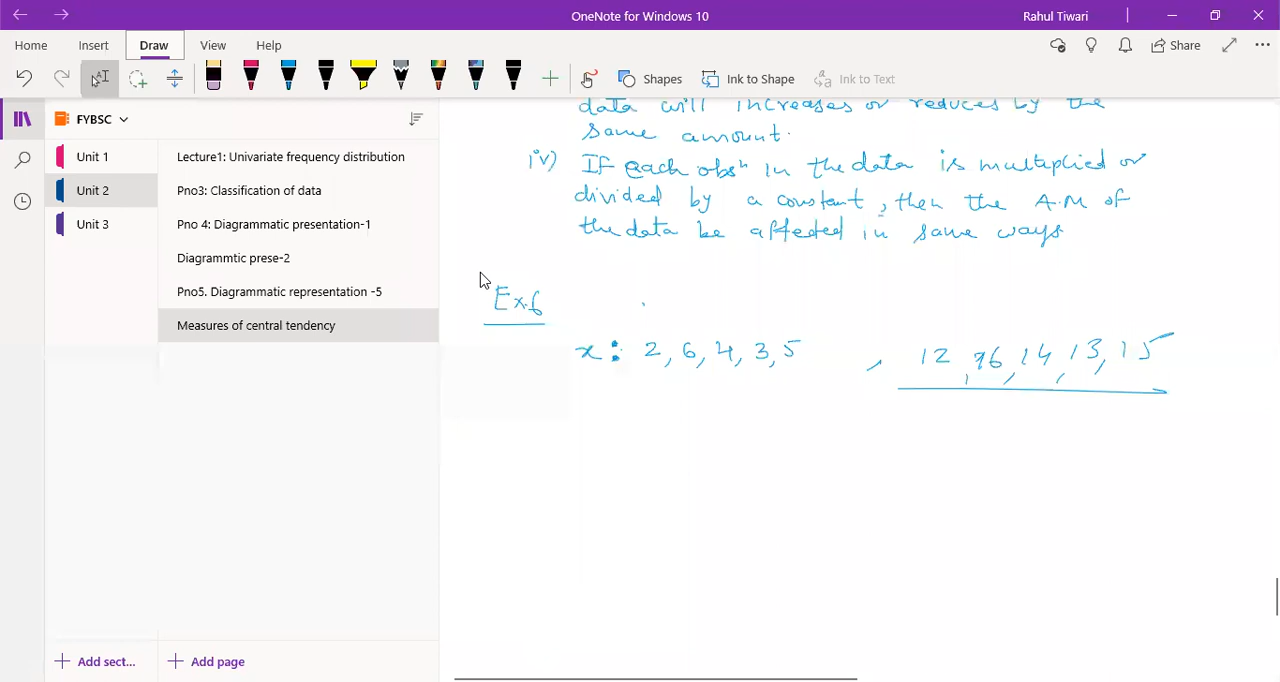 OneNote for Windows 10
Rahul Tiwari
Home Insert Draw View Help
Share
Shapes Ink to Shape Ink to Text
FYBSC
Unit 1
Unit 2
Unit 3
Lecture1: Univariate frequency distribution
Pno3: Classification of data
Pno 4: Diagrammatic presentation-1
Diagrammtic prese-2
Pno5. Diagrammatic representation -5
Measures of central tendency
Add sect...
Add page
data will increases or reduces by the
same amount.
iv) If each obsⁿ in the data is multiplied or
divided by a constant, then the A.M of
the data be affected in same ways
Ex.6
x : 2, 6, 4, 3, 5 , 12, 16, 14, 13, 15